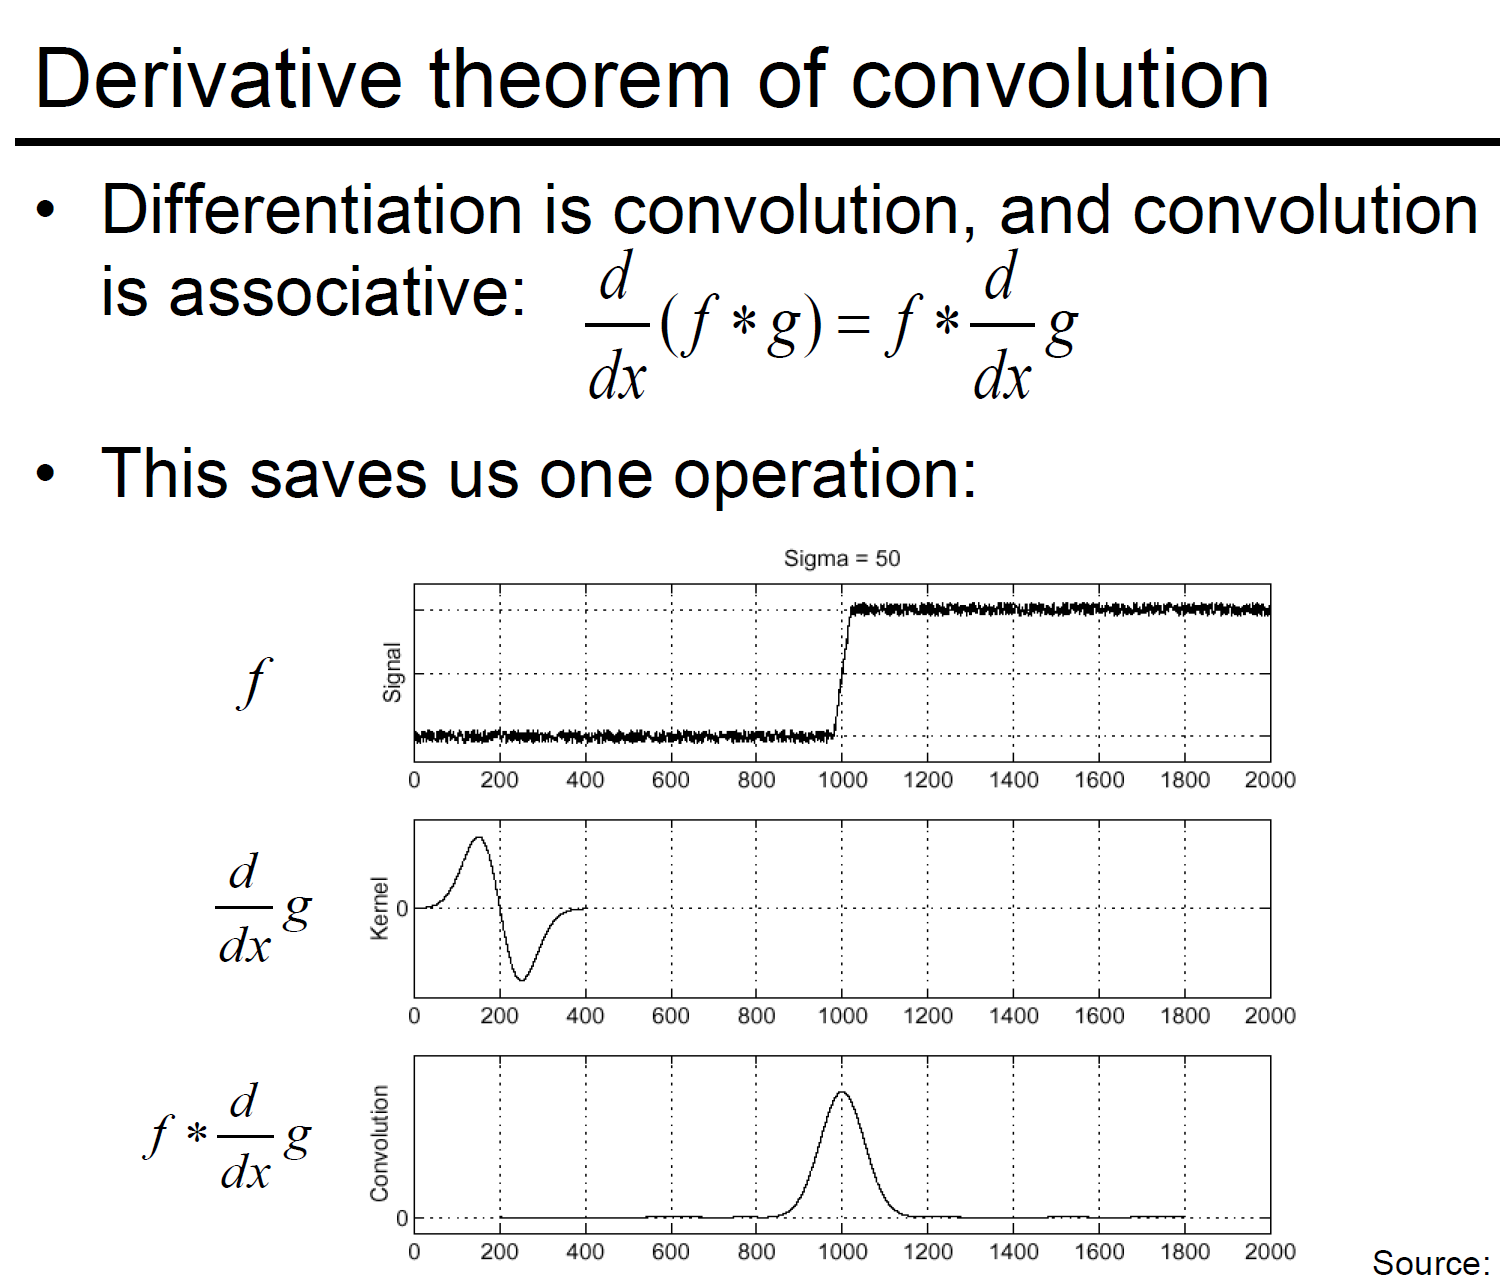 Derivative theorem of convolution
• Differentiation is convolution, and convolution
is associative: d/dx (f * g) = f * d/dx g
• This saves us one operation:
Sigma = 50
f
Signal
0 200 400 600 800 1000 1200 1400 1600 1800 2000
d/dx g
Kernel
0
0 200 400 600 800 1000 1200 1400 1600 1800 2000
f * d/dx g
Convolution
0
0 200 400 600 800 1000 1200 1400 1600 1800 2000
Source: